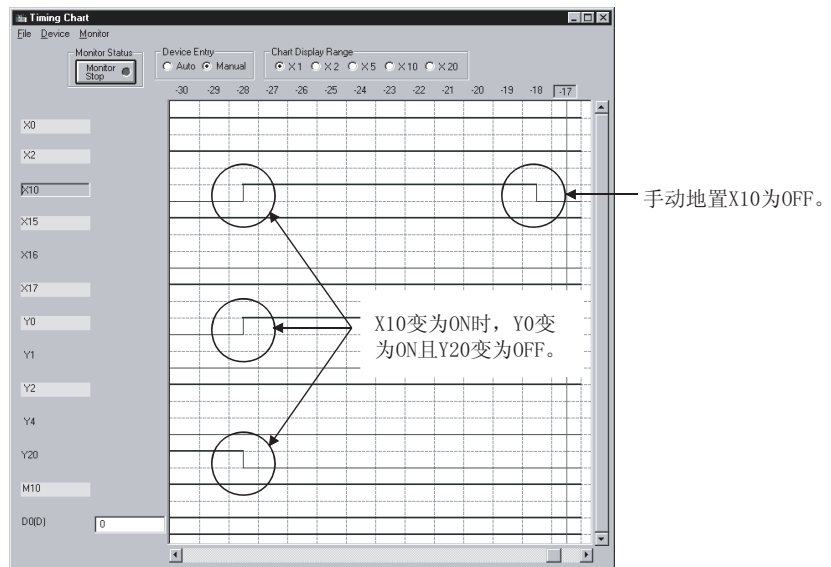 Timing Chart
File Device Monitor
Monitor Status
Monitor Stop
Device Entry
Auto Manual
Chart Display Range
X1 X2 X5 X10 X20
-30 -29 -28 -27 -26 -25 -24 -23 -22 -21 -20 -19 -18 -17
X0
X2
X10
手动地置X10为OFF。
X15
X16
X17
Y0
X10变为ON时，Y0变
为ON且Y20变为OFF。
Y1
Y2
Y4
Y20
M10
D0(D) 0